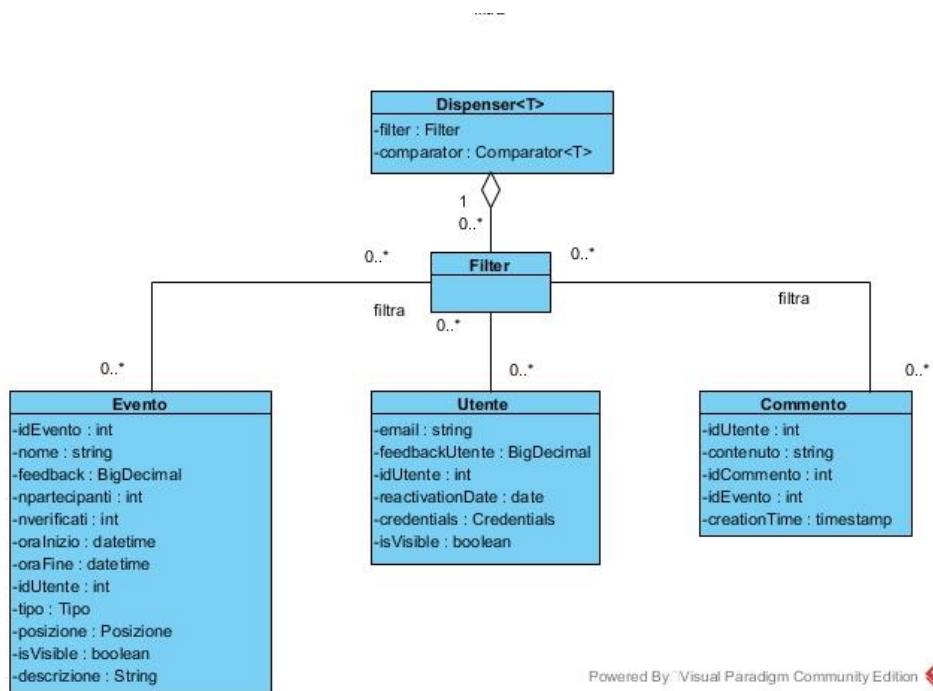 Dispenser<T>
-filter : Filter
-comparator : Comparator<T>
1
0..*
0..*
Filter
0..*
filtra
0..*
filtra
0..*
0..*
0..*
Evento
-idEvento : int
-nome : string
-feedback : BigDecimal
-npartecipanti : int
-nverificati : int
-oraInizio : datetime
-oraFine : datetime
-idUtente : int
-tipo : Tipo
-posizione : Posizione
-isVisible : boolean
-descrizione : String
Utente
-email : string
-feedbackUtente : BigDecimal
-idUtente : int
-reactivationDate : date
-credentials : Credentials
-isVisible : boolean
Commento
-idUtente : int
-contenuto : string
-idCommento : int
-idEvento : int
-creationTime : timestamp
Powered By Visual Paradigm Community Edition